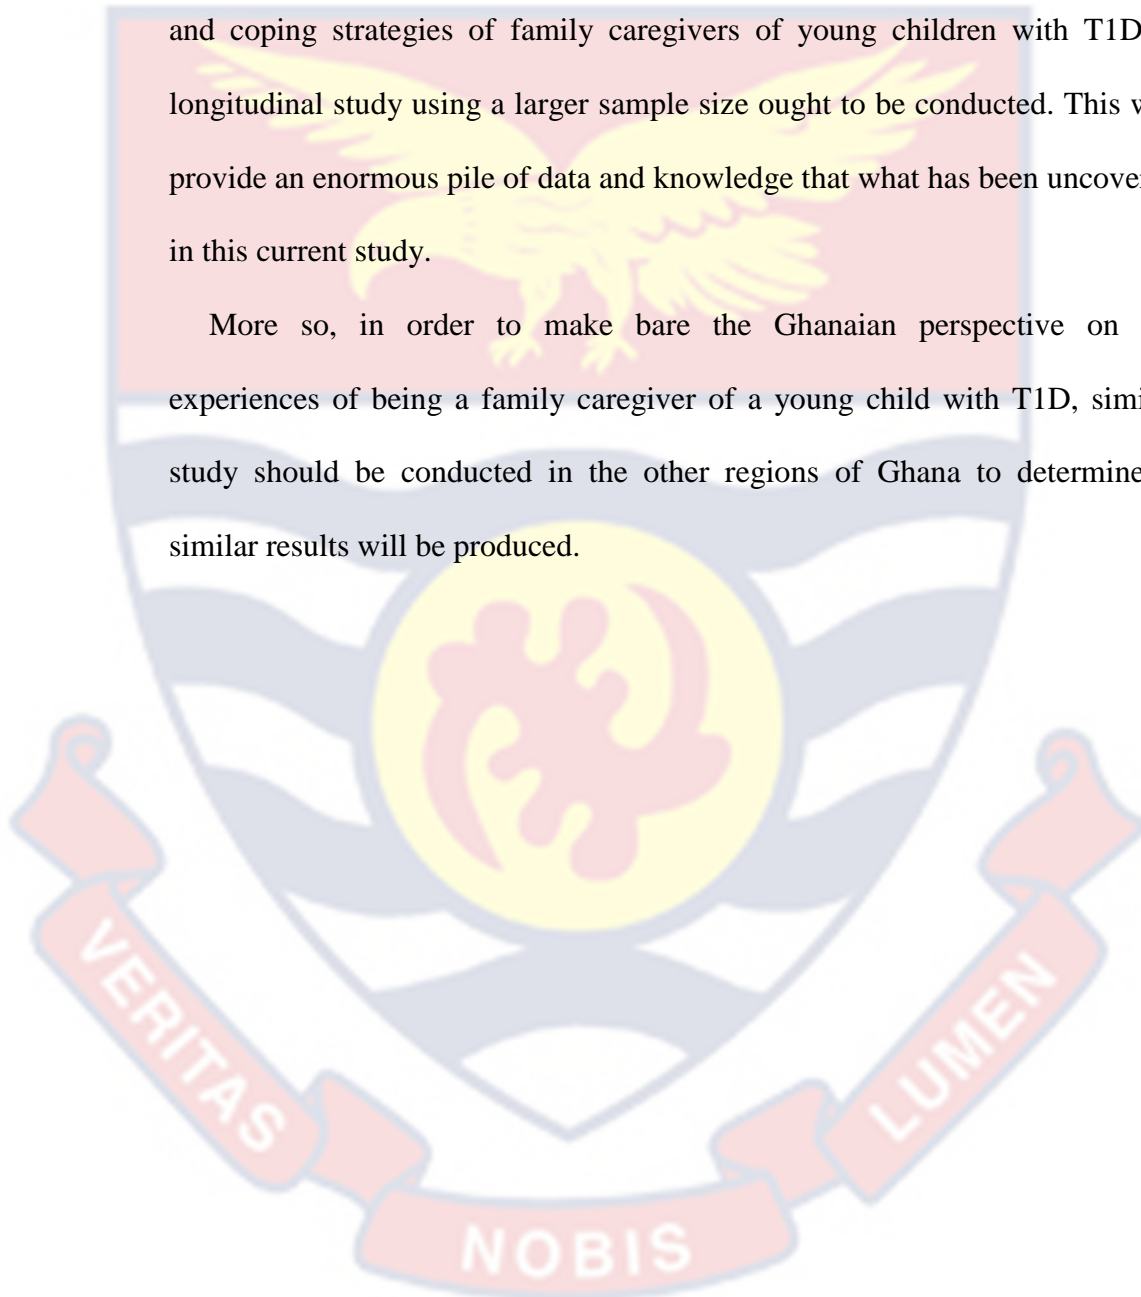 and coping strategies of family caregivers of young children with T1D
longitudinal study using a larger sample size ought to be conducted. This w
provide an enormous pile of data and knowledge that what has been uncover
in this current study.
More so, in order to make bare the Ghanaian perspective on
experiences of being a family caregiver of a young child with T1D, simi
study should be conducted in the other regions of Ghana to determine
similar results will be produced.
VERITAS
NOBIS
LUMEN